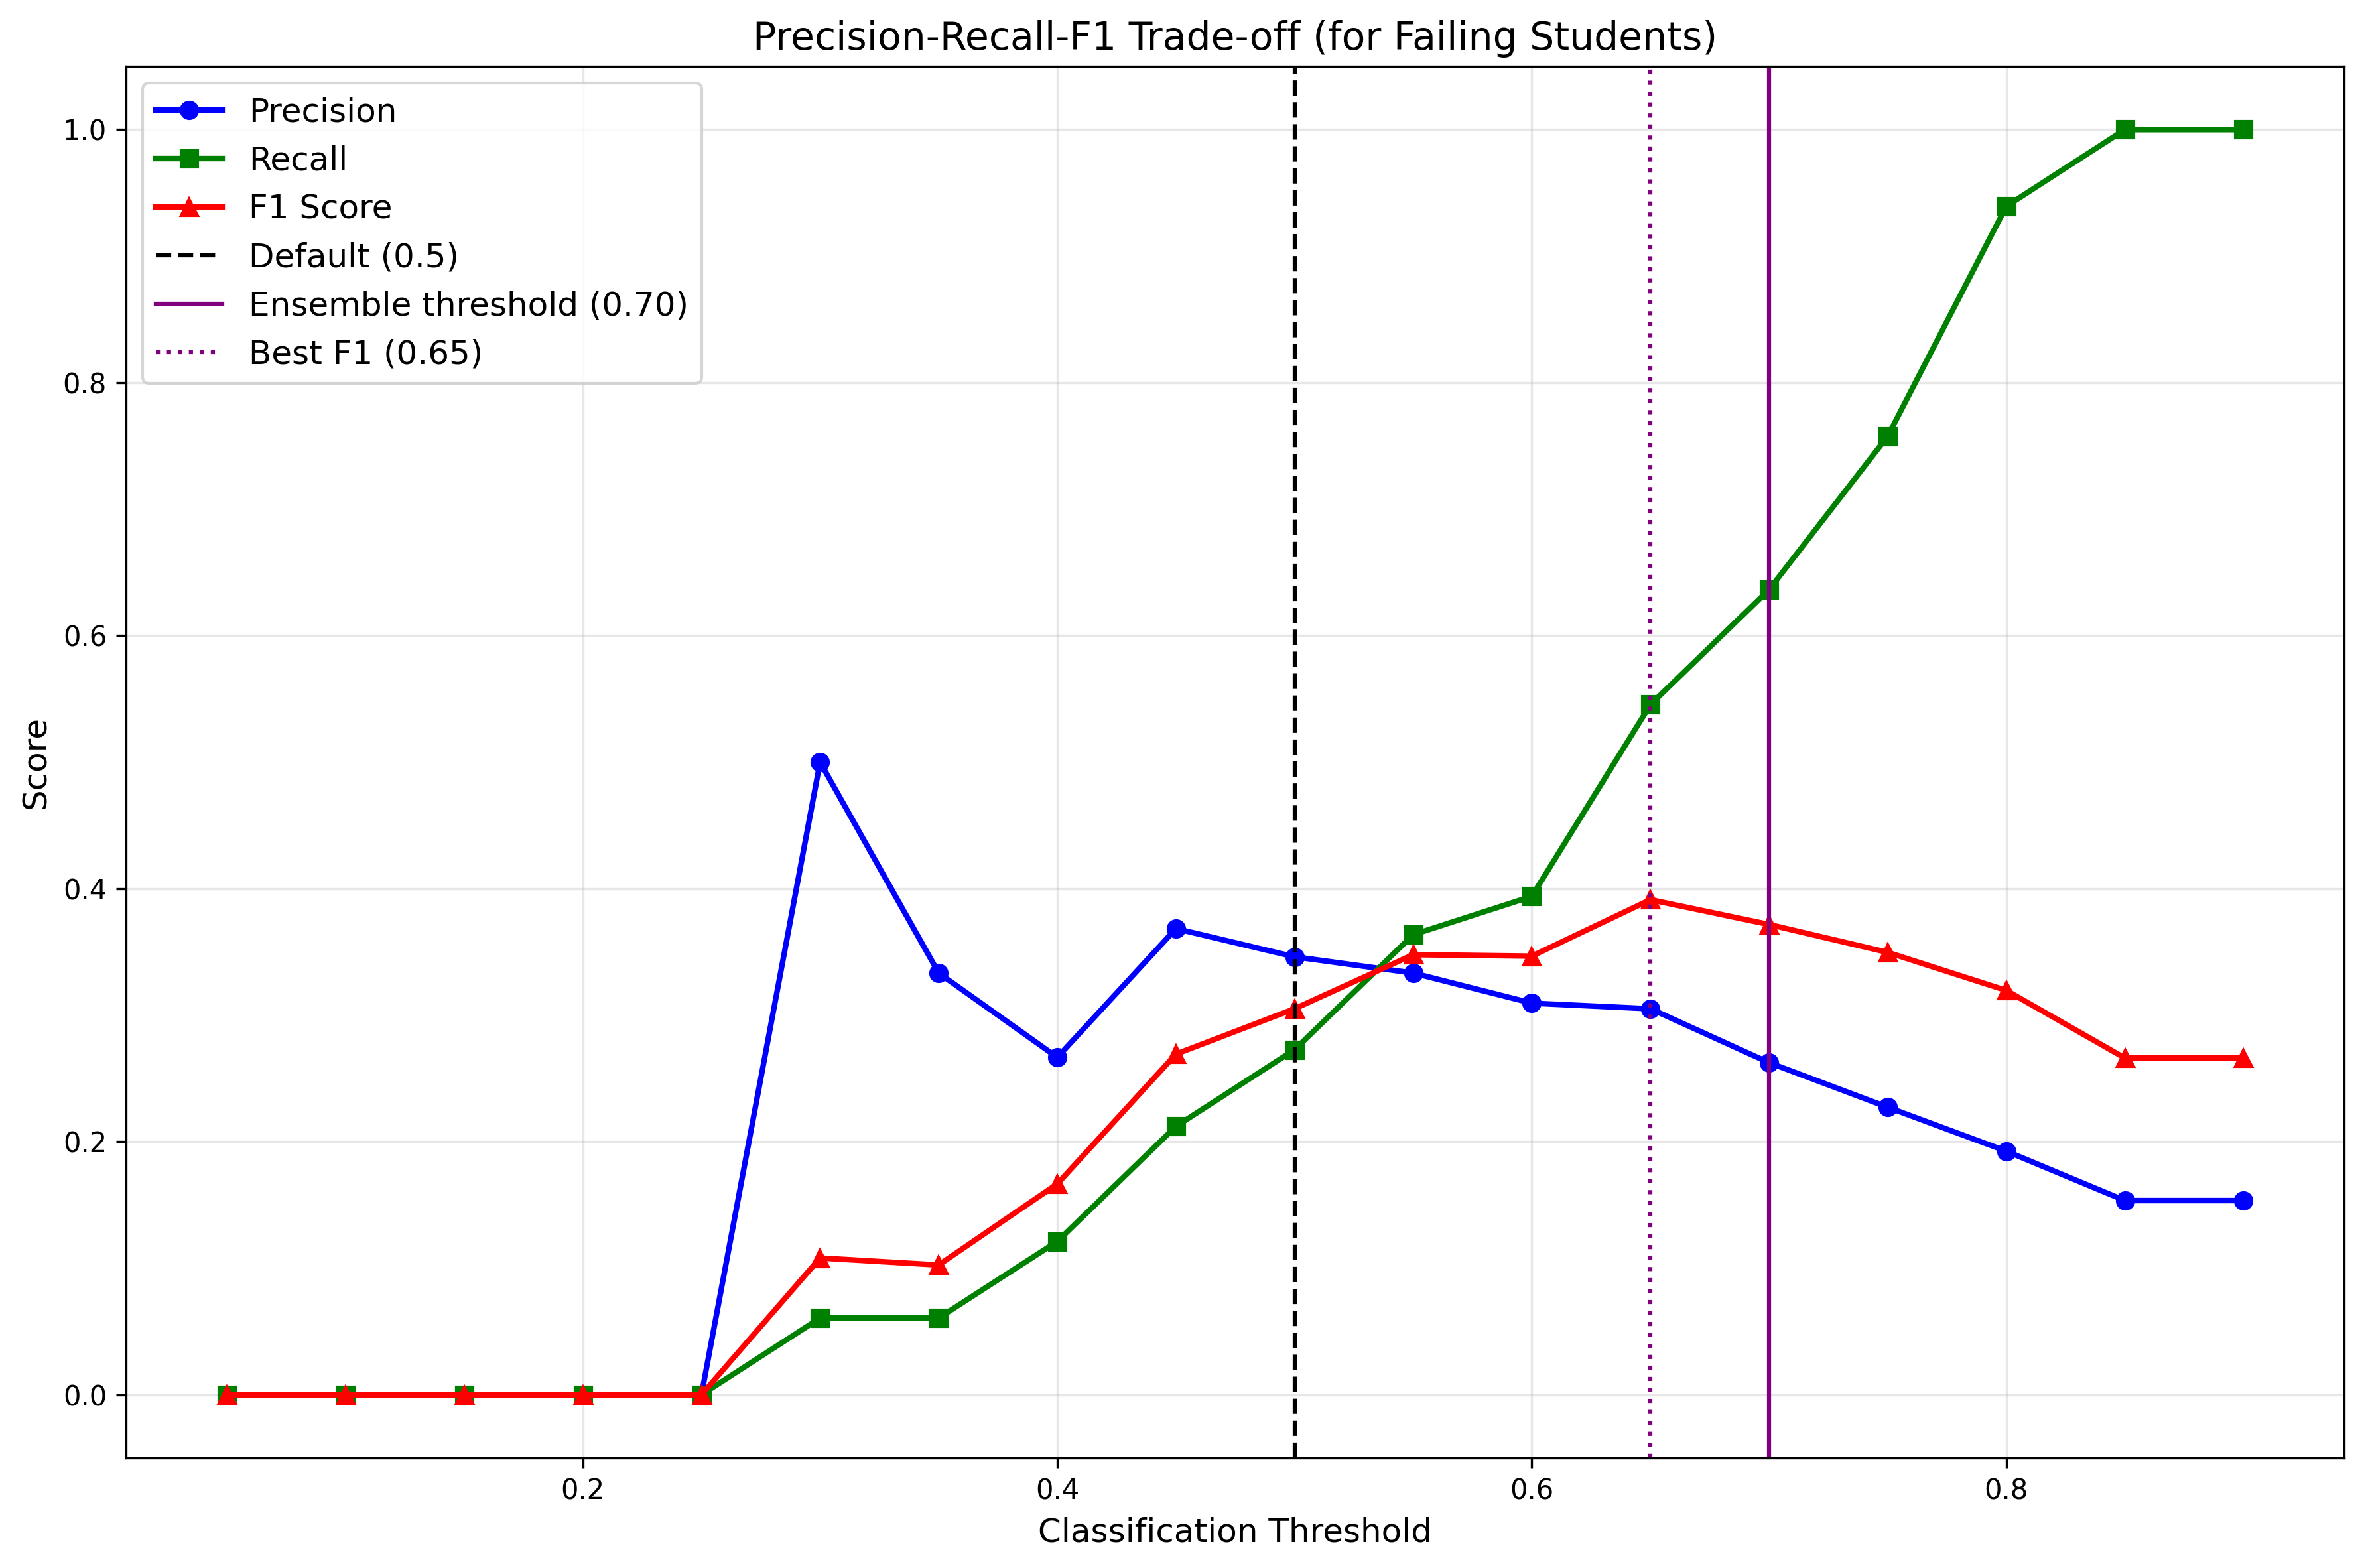 Precision-Recall-F1 Trade-off (for Failing Students)
Precision
Recall
F1 Score
Default (0.5)
Ensemble threshold (0.70)
Best F1 (0.65)
1.0
0.8
0.6
0.4
0.2
0.0
Score
0.2 0.4 0.6 0.8
Classification Threshold